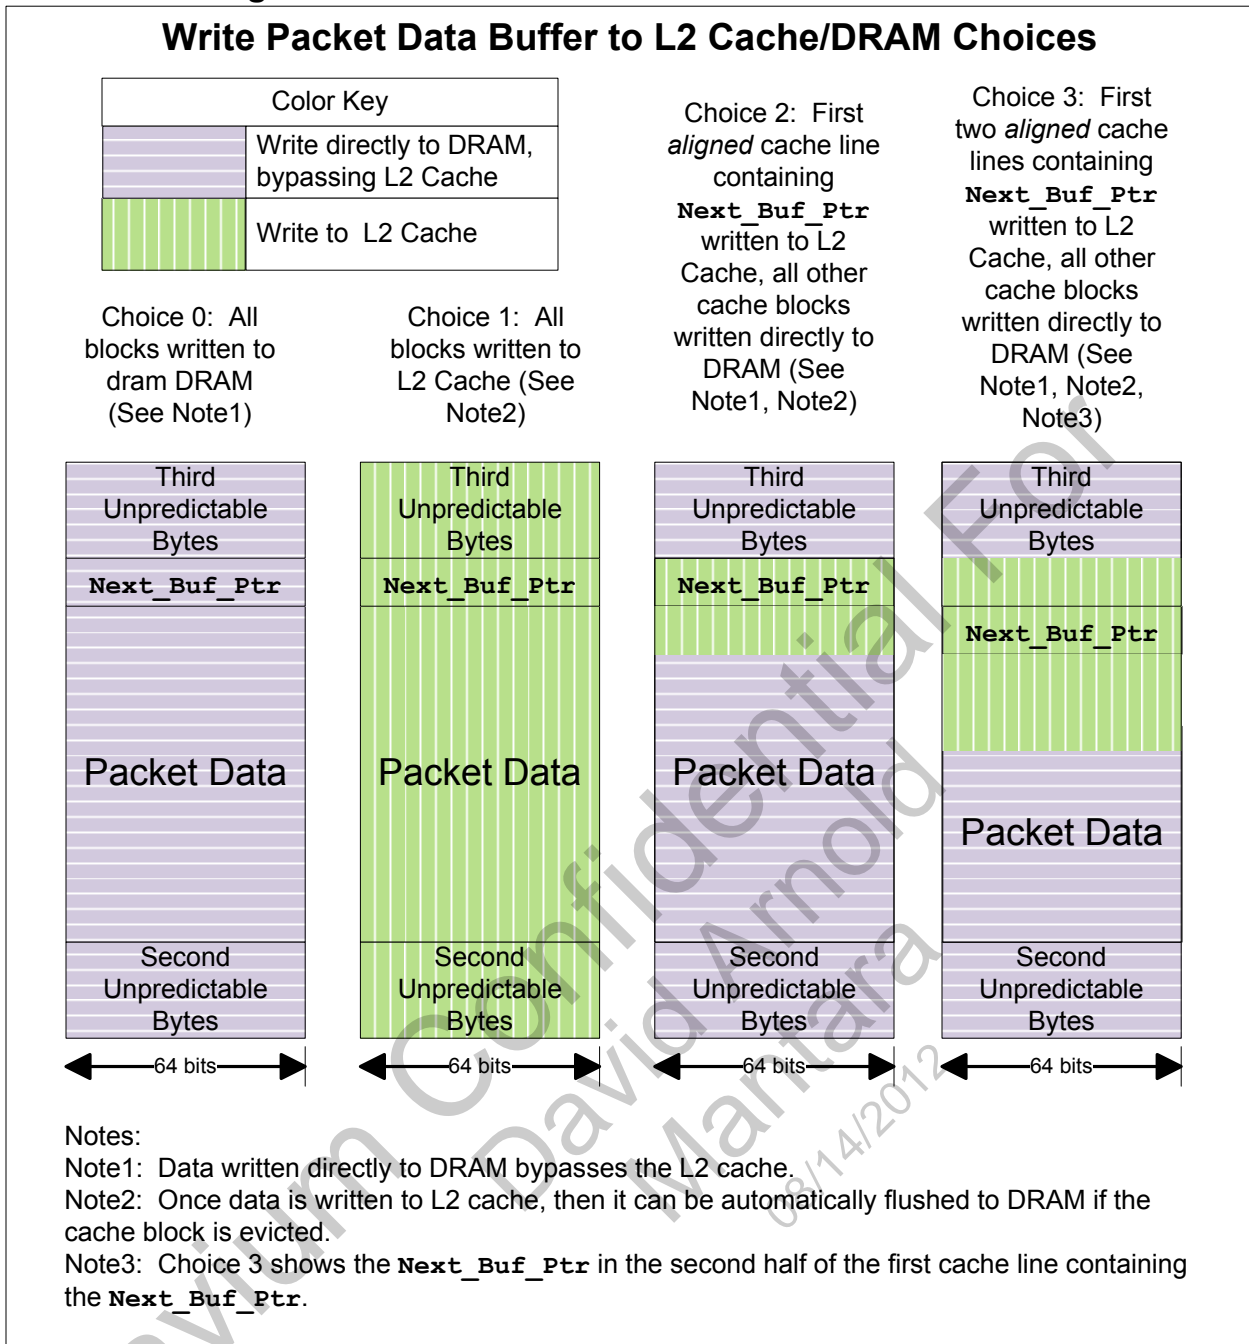 Write Packet Data Buffer to L2 Cache/DRAM Choices
Color Key
Write directly to DRAM,
bypassing L2 Cache
Write to L2 Cache
Choice 0: All
blocks written to
dram DRAM
(See Note1)
Choice 1: All
blocks written to
L2 Cache (See
Note2)
Choice 2: First
aligned cache line
containing
Next_Buf_Ptr
written to L2
Cache, all other
cache blocks
written directly to
DRAM (See
Note1, Note2)
Choice 3: First
two aligned cache
lines containing
Next_Buf_Ptr
written to L2
Cache, all other
cache blocks
written directly to
DRAM (See
Note1, Note2,
Note3)
Third
Unpredictable
Bytes
Next_Buf_Ptr
Packet Data
Second
Unpredictable
Bytes
64 bits
Third
Unpredictable
Bytes
Next_Buf_Ptr
Packet Data
Second
Unpredictable
Bytes
64 bits
Third
Unpredictable
Bytes
Next_Buf_Ptr
Packet Data
Second
Unpredictable
Bytes
64 bits
Third
Unpredictable
Bytes
Next_Buf_Ptr
Packet Data
Second
Unpredictable
Bytes
64 bits
Notes:
Note1: Data written directly to DRAM bypasses the L2 cache.
Note2: Once data is written to L2 cache, then it can be automatically flushed to DRAM if the
cache block is evicted.
Note3: Choice 3 shows the Next_Buf_Ptr in the second half of the first cache line containing
the Next_Buf_Ptr.
Confidential For
David Arnold
Mantara
08/14/2012